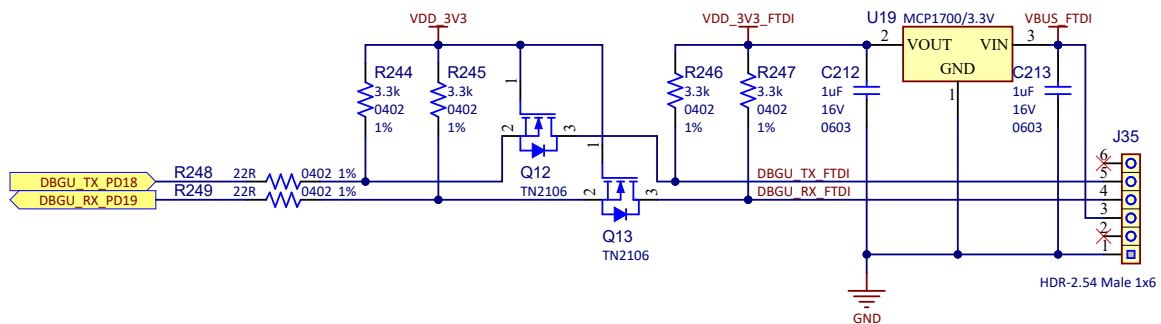 VDD_3V3
VDD_3V3_FTDI
U19 MCP1700/3.3V
VBUS_FTDI
2 VOUT VIN 3
GND
1
R244
3.3k
0402
1%
R245
3.3k
0402
1%
1
2 3
Q12
TN2106
1
2 3
Q13
TN2106
R246
3.3k
0402
1%
R247
3.3k
0402
1%
C212
1uF
16V
0603
C213
1uF
16V
0603
DBGU_TX_PD18
DBGU_RX_PD19
R248 22R 0402 1%
R249 22R 0402 1%
DBGU_TX_FTDI
DBGU_RX_FTDI
J35
6
5
4
3
2
1
HDR-2.54 Male 1x6
GND